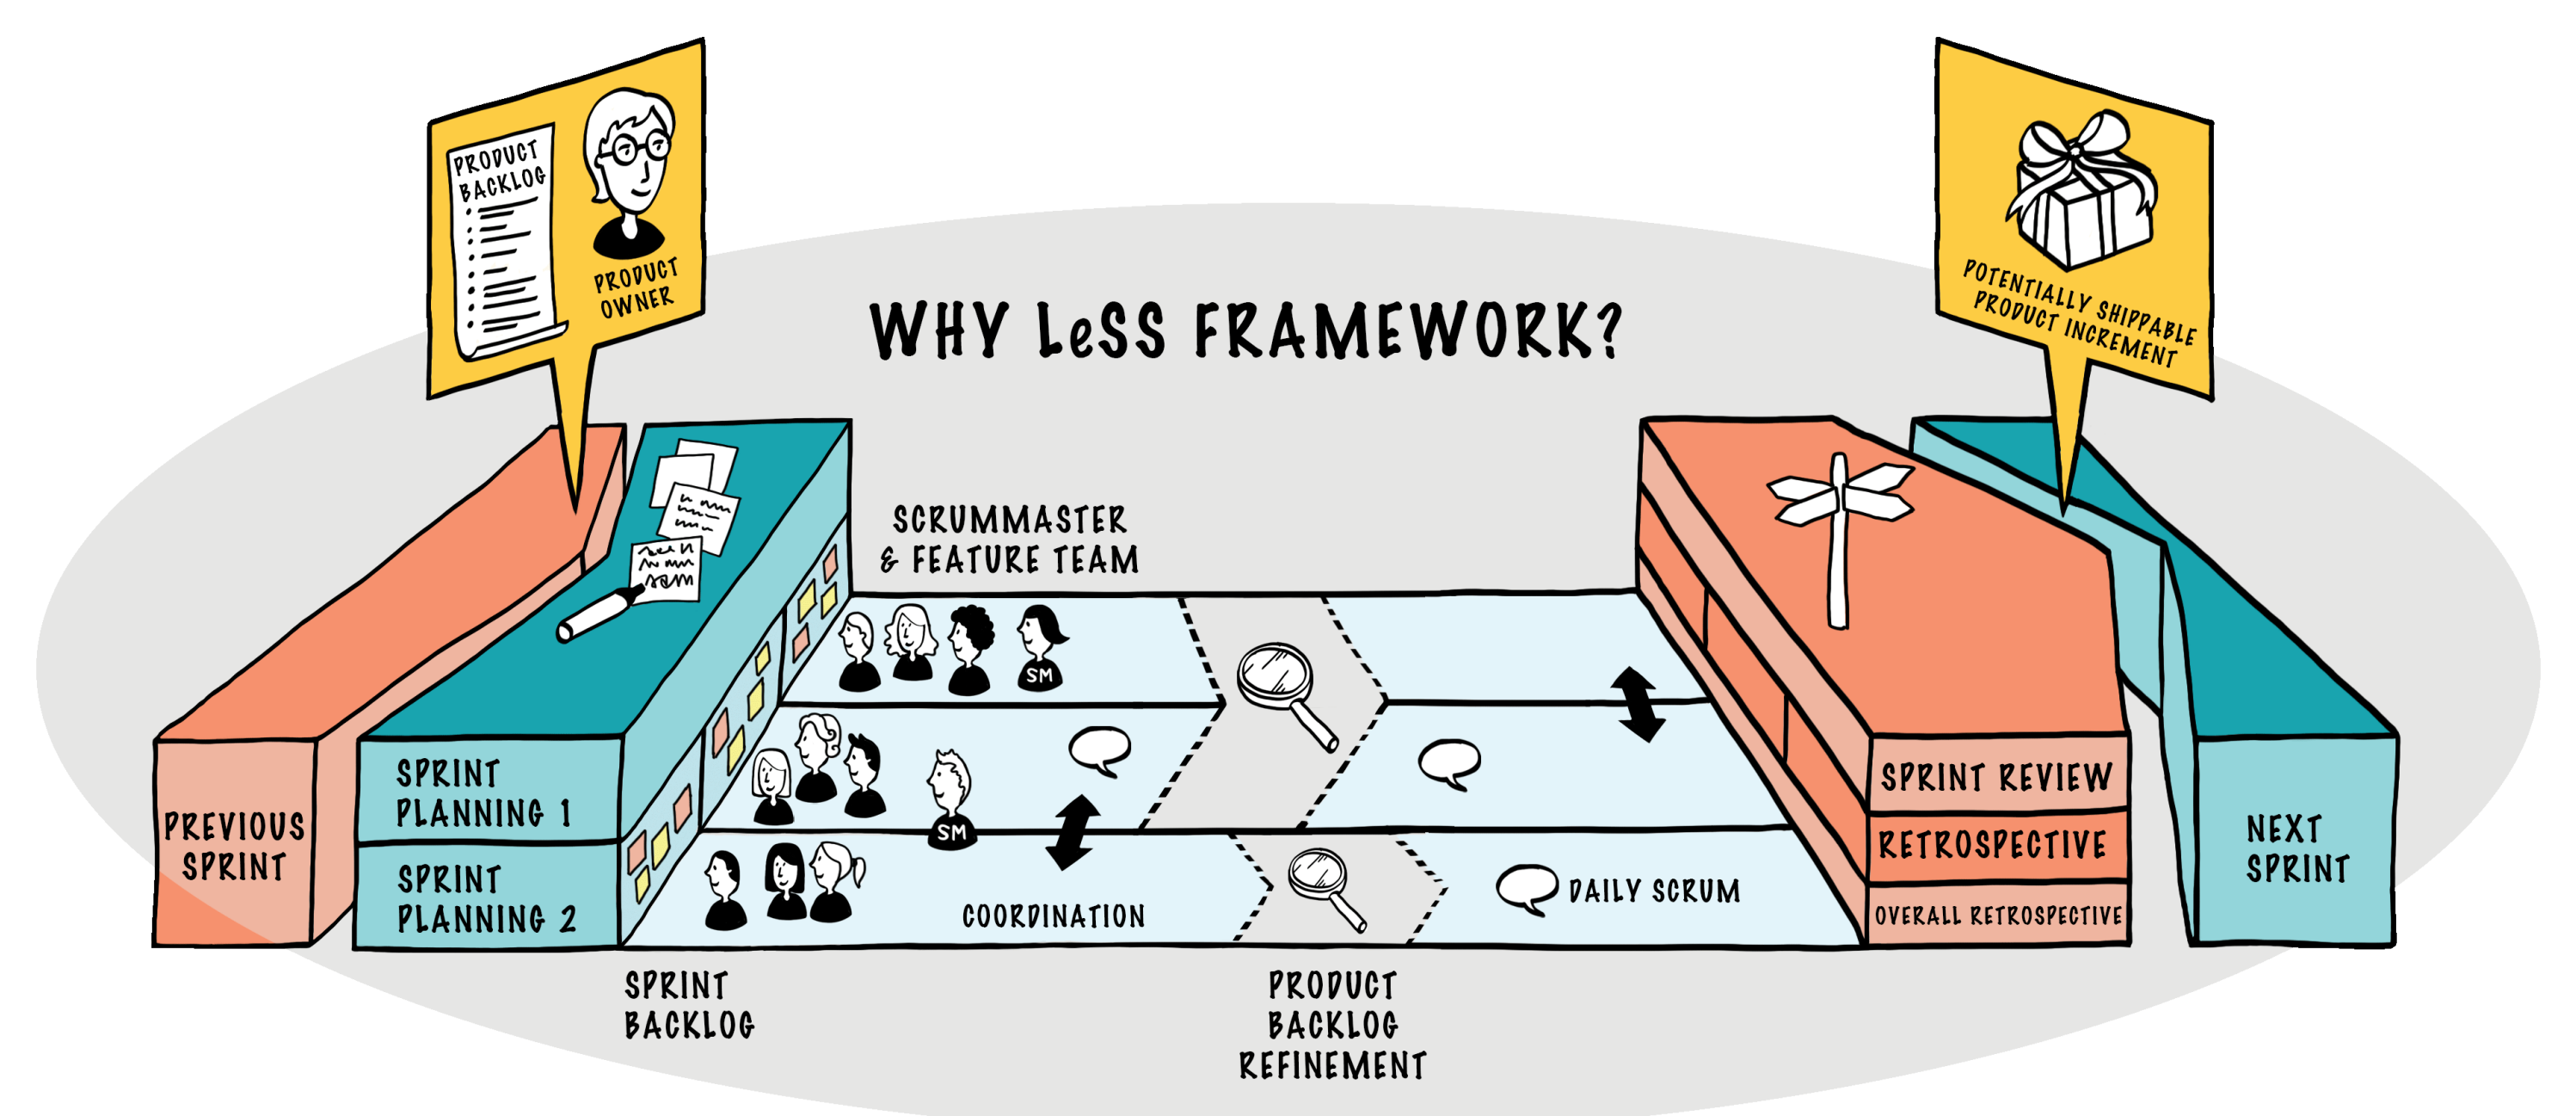 PRODUCT
BACKLOG
PRODUCT
OWNER
POTENTIALLY SHIPPABLE
PRODUCT INCREMENT
WHY LeSS FRAMEWORK?
SCRUMMASTER
& FEATURE TEAM
SM
SM
PREVIOUS
SPRINT
SPRINT
PLANNING 1
SPRINT
PLANNING 2
COORDINATION
DAILY SCRUM
SPRINT REVIEW
RETROSPECTIVE
OVERALL RETROSPECTIVE
NEXT
SPRINT
SPRINT
BACKLOG
PRODUCT
BACKLOG
REFINEMENT